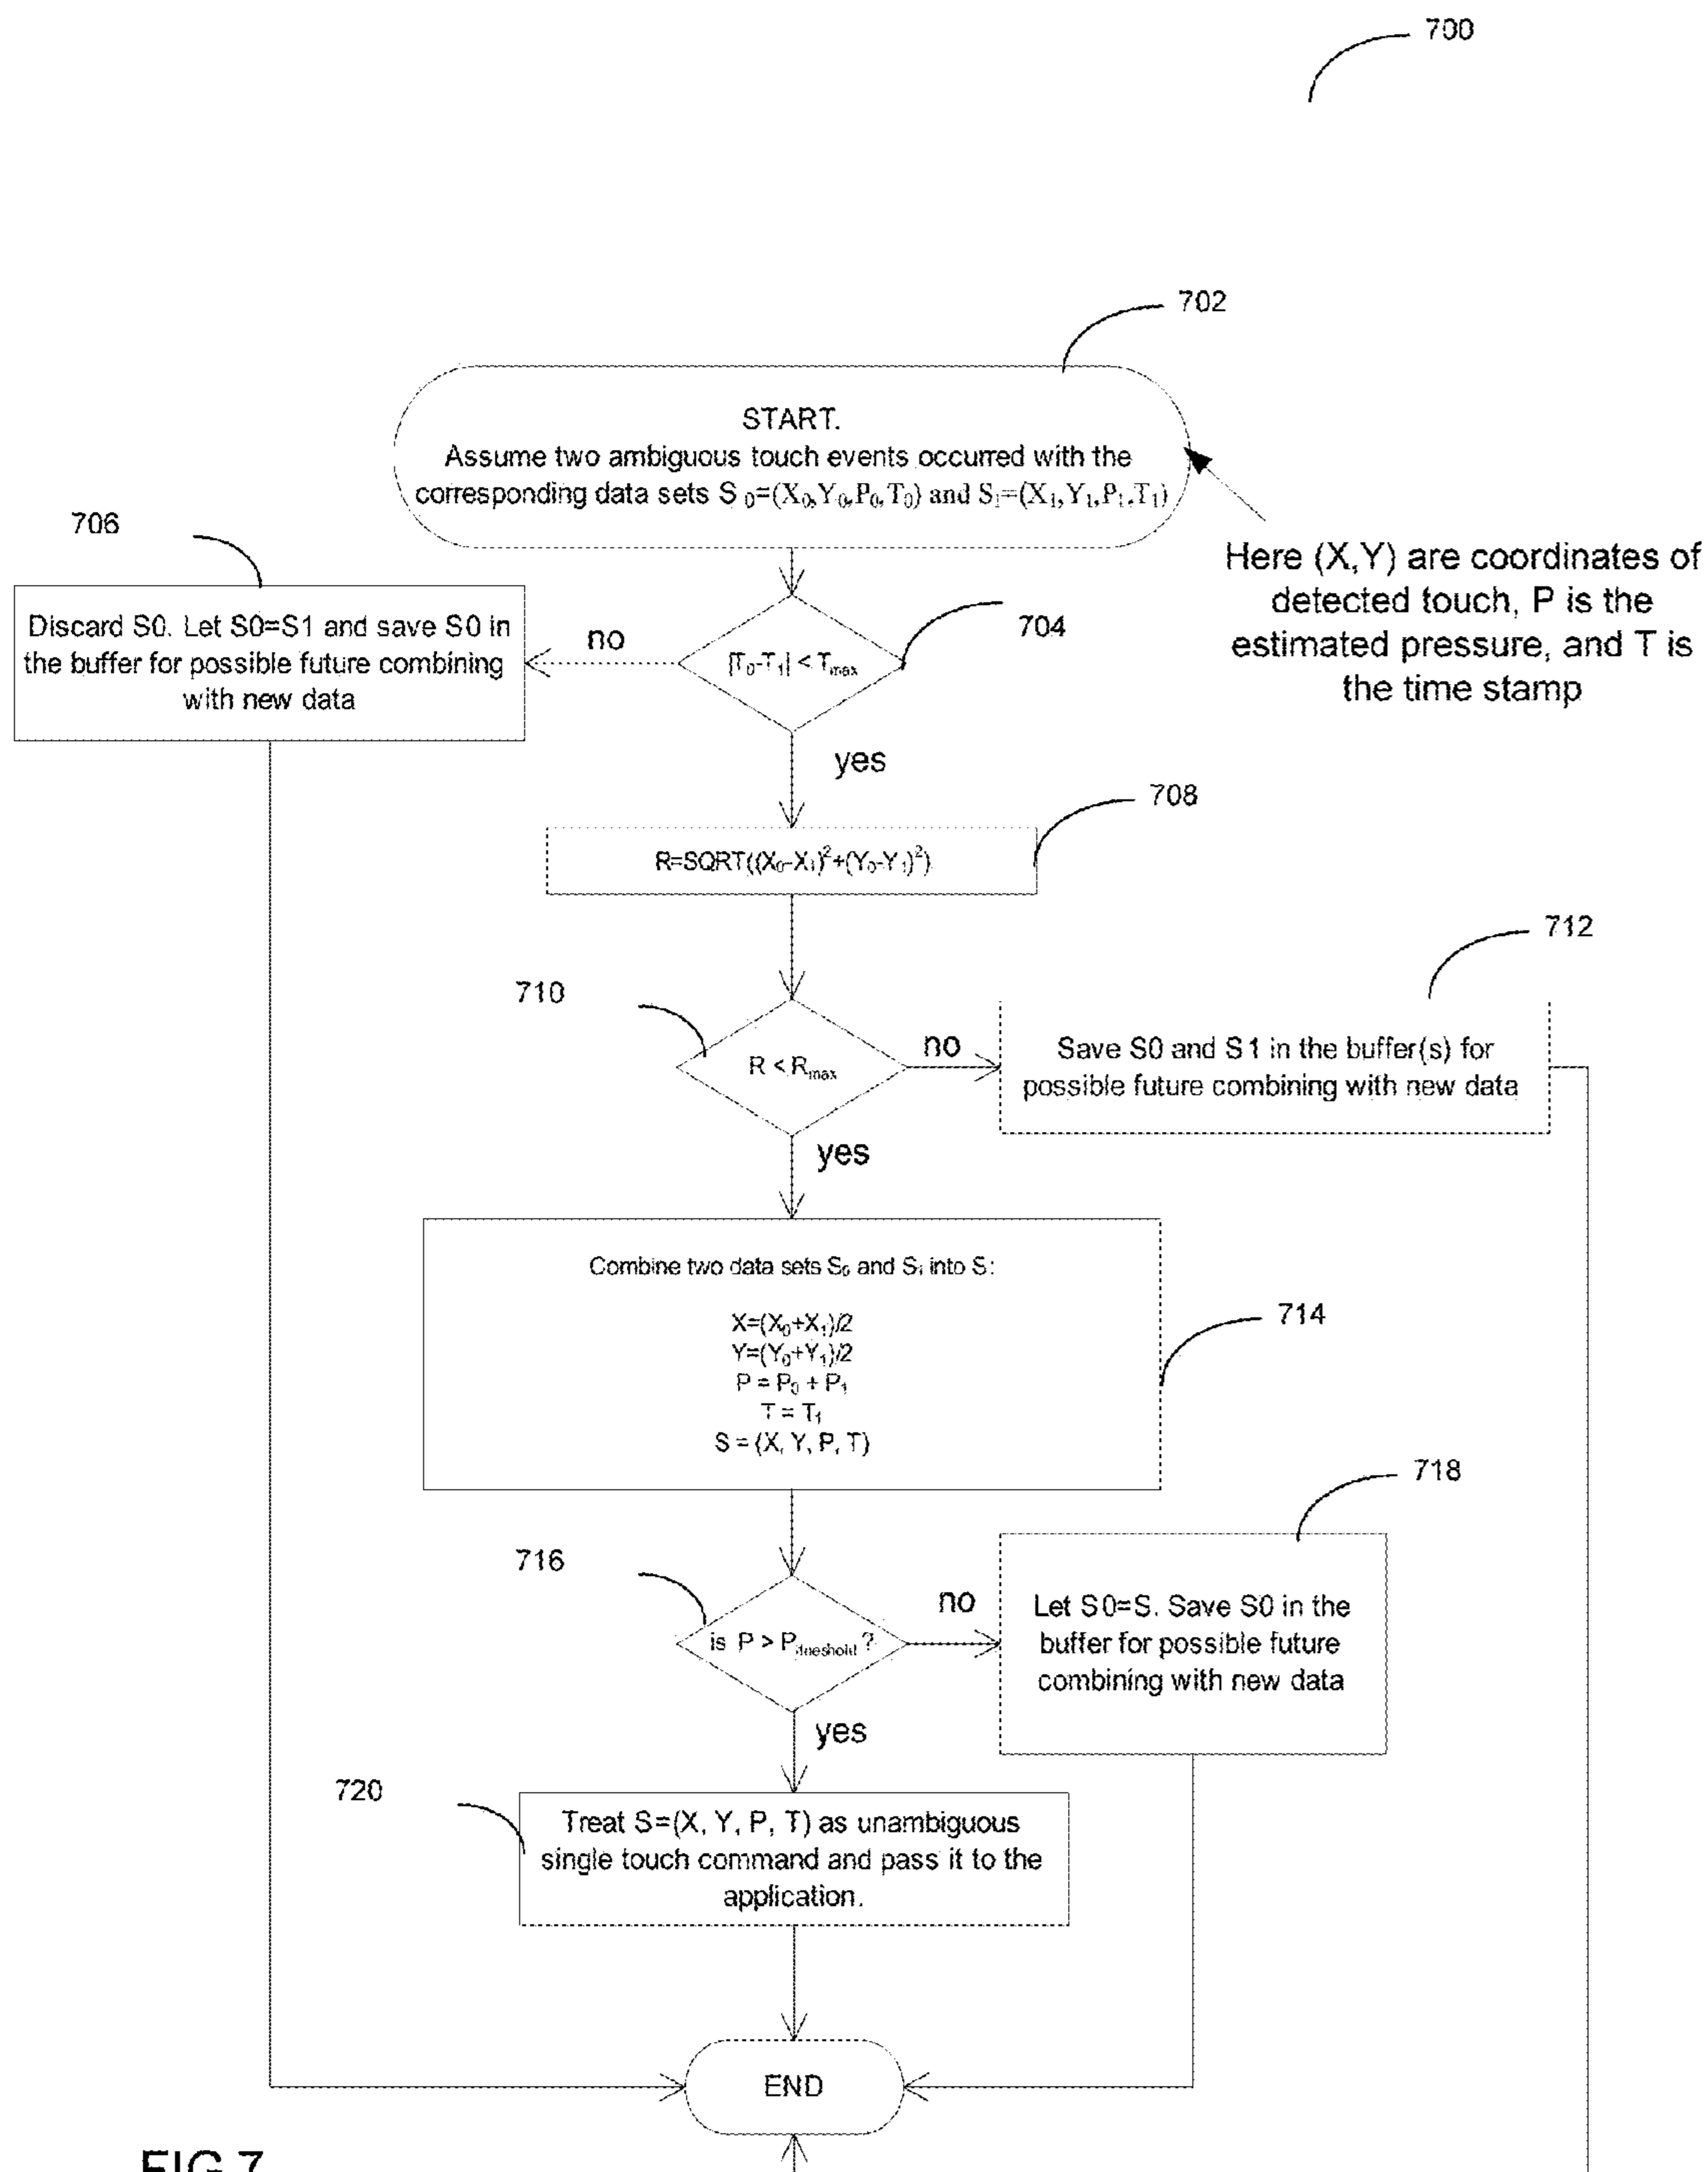 700
702
START.
Assume two ambiguous touch events occurred with the
corresponding data sets S₀=(X₀,Y₀,P₀,T₀) and S₁=(X₁,Y₁,P₁,T₁)
Here (X,Y) are coordinates of
detected touch, P is the
estimated pressure, and T is
the time stamp
706
Discard S0. Let S0=S1 and save S0 in
the buffer for possible future combining
with new data
no
704
|T₀-T₁| < Tmax
yes
708
R=SQRT((X₀-X₁)²+(Y₀-Y₁)²)
710
R < Rmax
no
712
Save S0 and S1 in the buffer(s) for
possible future combining with new data
yes
714
Combine two data sets S₀ and S₁ into S:
X=(X₀+X₁)/2
Y=(Y₀+Y₁)/2
P = P₀ + P₁
T = T₁
S = (X, Y, P, T)
716
is P > Pthreshold ?
no
718
Let S0=S. Save S0 in the
buffer for possible future
combining with new data
yes
720
Treat S=(X, Y, P, T) as unambiguous
single touch command and pass it to the
application.
END
FIG 7